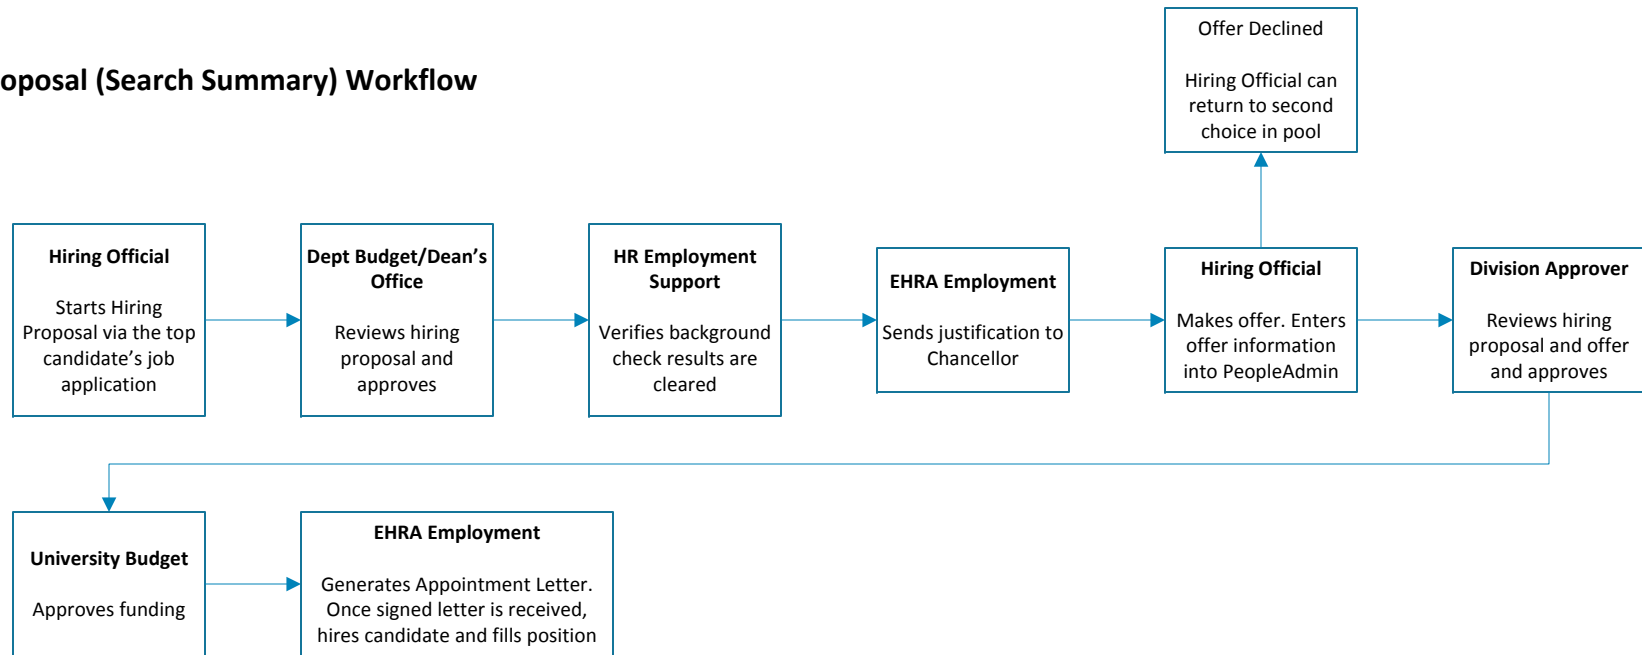 oposal (Search Summary) Workflow
Offer Declined
Hiring Official can
return to second
choice in pool
Hiring Official
Starts Hiring
Proposal via the top
candidate’s job
application
Dept Budget/Dean’s
Office
Reviews hiring
proposal and
approves
HR Employment
Support
Verifies background
check results are
cleared
EHRA Employment
Sends justification to
Chancellor
Hiring Official
Makes offer. Enters
offer information
into PeopleAdmin
Division Approver
Reviews hiring
proposal and offer
and approves
University Budget
Approves funding
EHRA Employment
Generates Appointment Letter.
Once signed letter is received,
hires candidate and fills position